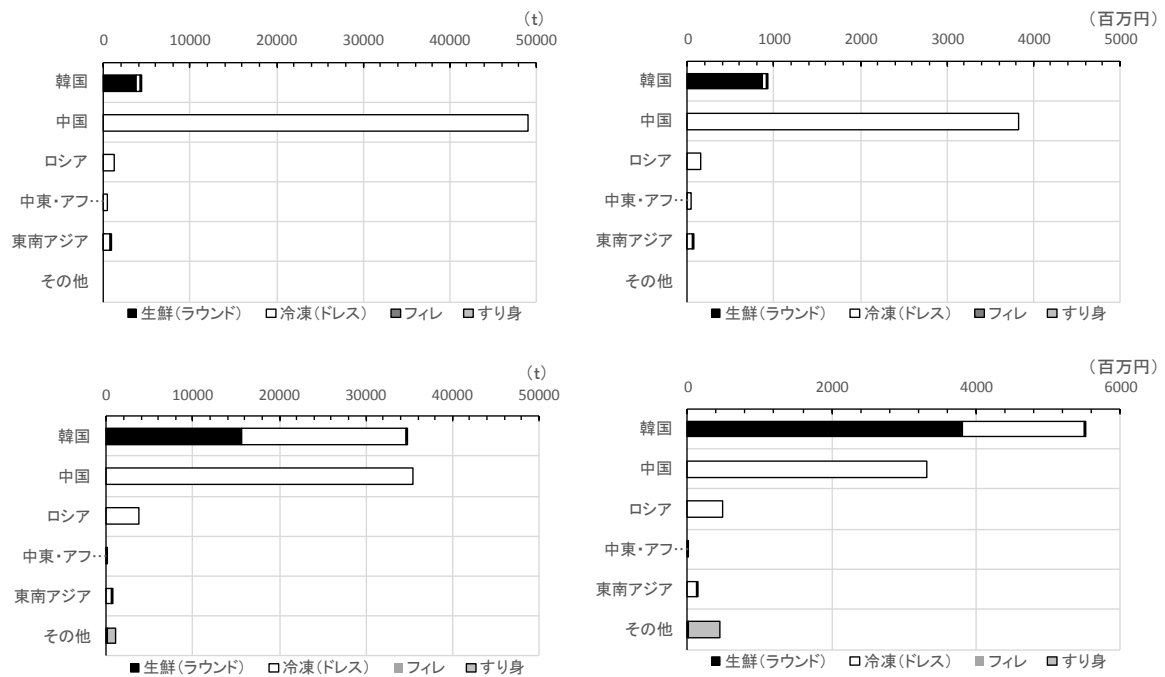 (t)
0 10000 20000 30000 40000 50000
韓国
中国
ロシア
中東・アフ…
東南アジア
その他
■生鮮(ラウンド) □冷凍(ドレス) ■フィレ ■すり身
(百万円)
0 1000 2000 3000 4000 5000
韓国
中国
ロシア
中東・アフ…
東南アジア
その他
■生鮮(ラウンド) □冷凍(ドレス) ■フィレ ■すり身
(t)
0 10000 20000 30000 40000 50000
韓国
中国
ロシア
中東・アフ…
東南アジア
その他
■生鮮(ラウンド) □冷凍(ドレス) ■フィレ ■すり身
(百万円)
0 2000 4000 6000
韓国
中国
ロシア
中東・アフ…
東南アジア
その他
■生鮮(ラウンド) □冷凍(ドレス) ■フィレ ■すり身